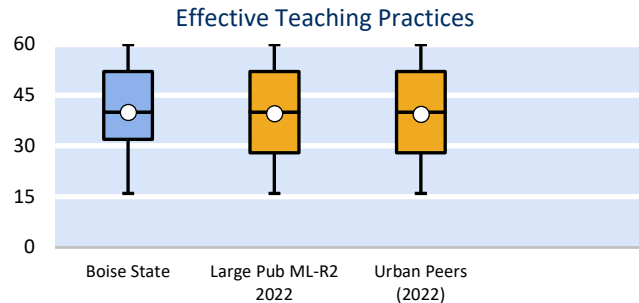 Effective Teaching Practices
60
45
30
15
0
Boise State
Large Pub ML-R2
2022
Urban Peers
(2022)